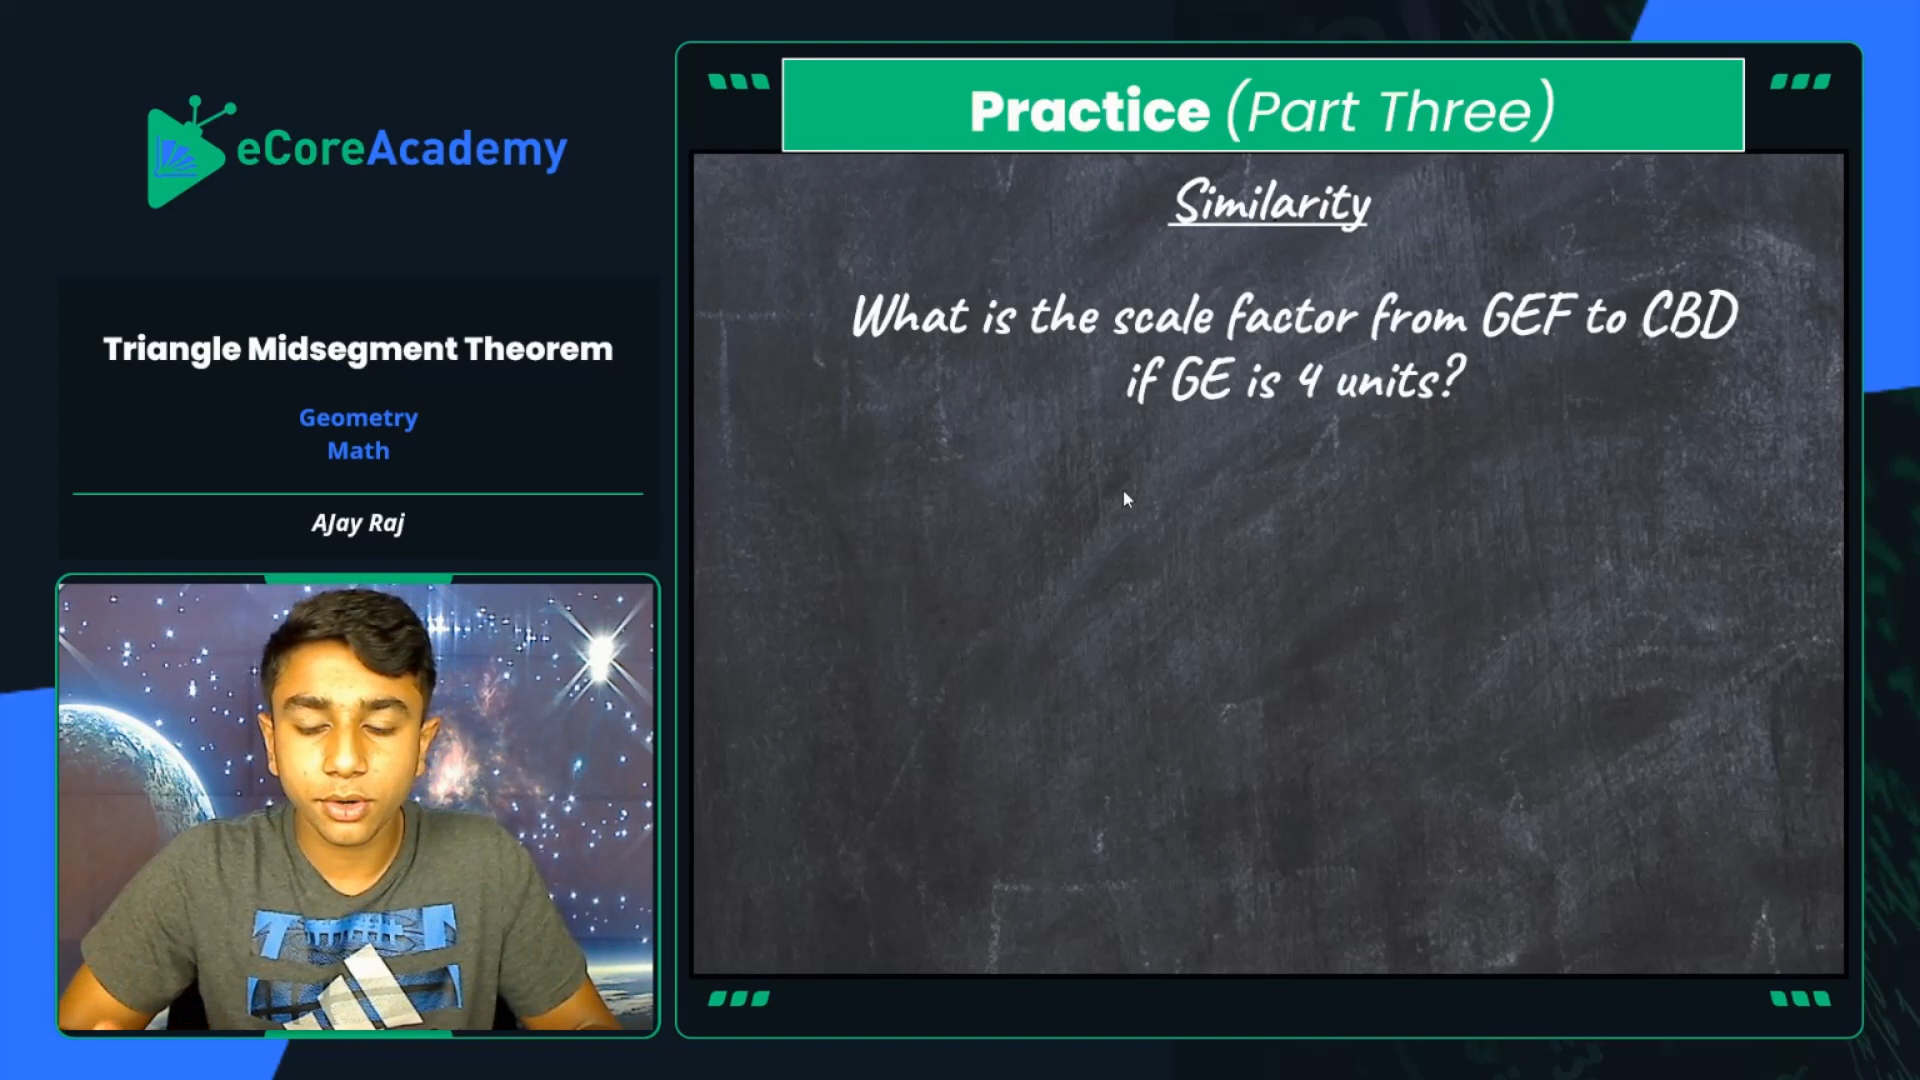 eCoreAcademy
Triangle Midsegment Theorem
Geometry
Math
AJay Raj
Practice (Part Three)
Similarity
What is the scale factor from GEF to CBD
if GE is 4 units?